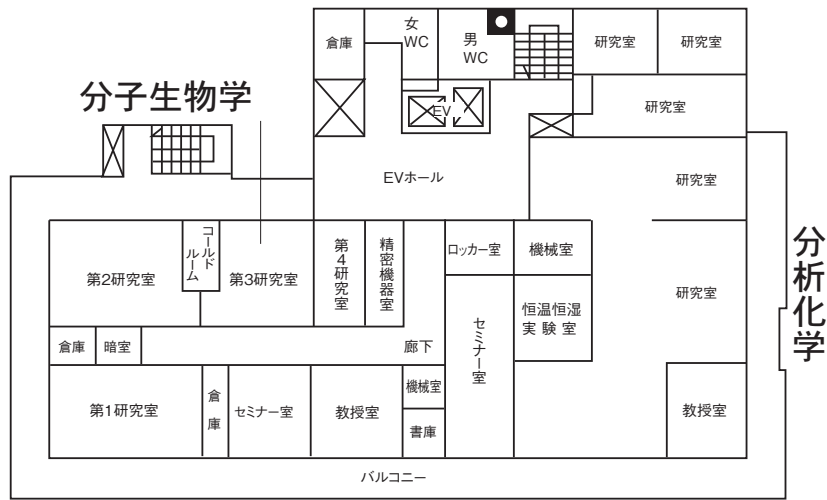 倉庫
女
WC
男
WC
研究室
研究室
分子生物学
EV
研究室
EVホール
研究室
コールド
ルーム
第2研究室
第3研究室
第4研究室
精密機器室
ロッカー室
機械室
研究室
分析化学
恒温恒湿
実験室
セミナー室
倉庫
暗室
廊下
第1研究室
倉庫
セミナー室
教授室
機械室
書庫
教授室
バルコニー